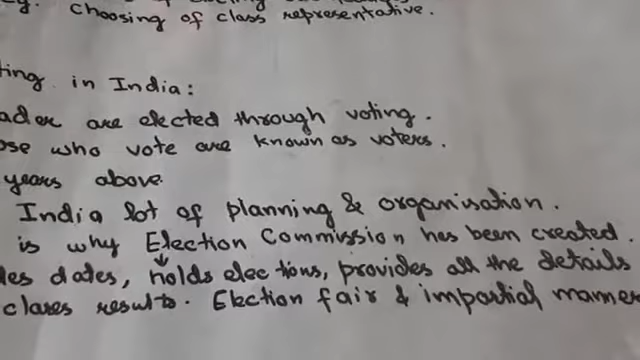 choosing of class representative.
ting in India:
ader are elected through voting.
ose who vote are known as voters.
years above.
India lot of planning & organisation.
is why Election Commission has been created.
des dates, holds elections, provides all the details
clares results. Election fair & impartial manner